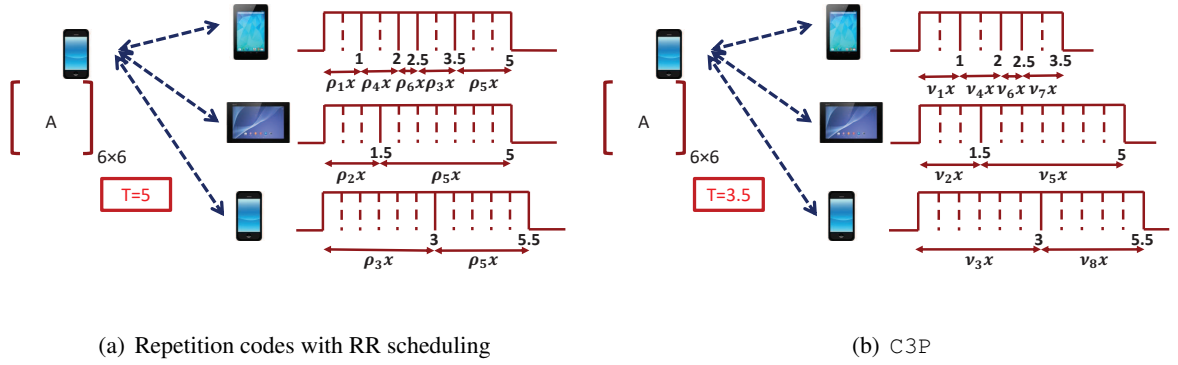 1 2 2.5 3.5 5
ρ₁x ρ₄x ρ₆x ρ₃x ρ₅x
A
6×6
1.5 5
ρ₂x ρ₅x
T=5
3 5.5
ρ₃x ρ₅x
(a) Repetition codes with RR scheduling
1 2 2.5 3.5
ν₁x ν₄x ν₆x ν₇x
A
6×6
1.5 5
ν₂x ν₅x
T=3.5
3 5.5
ν₃x ν₈x
(b) C3P